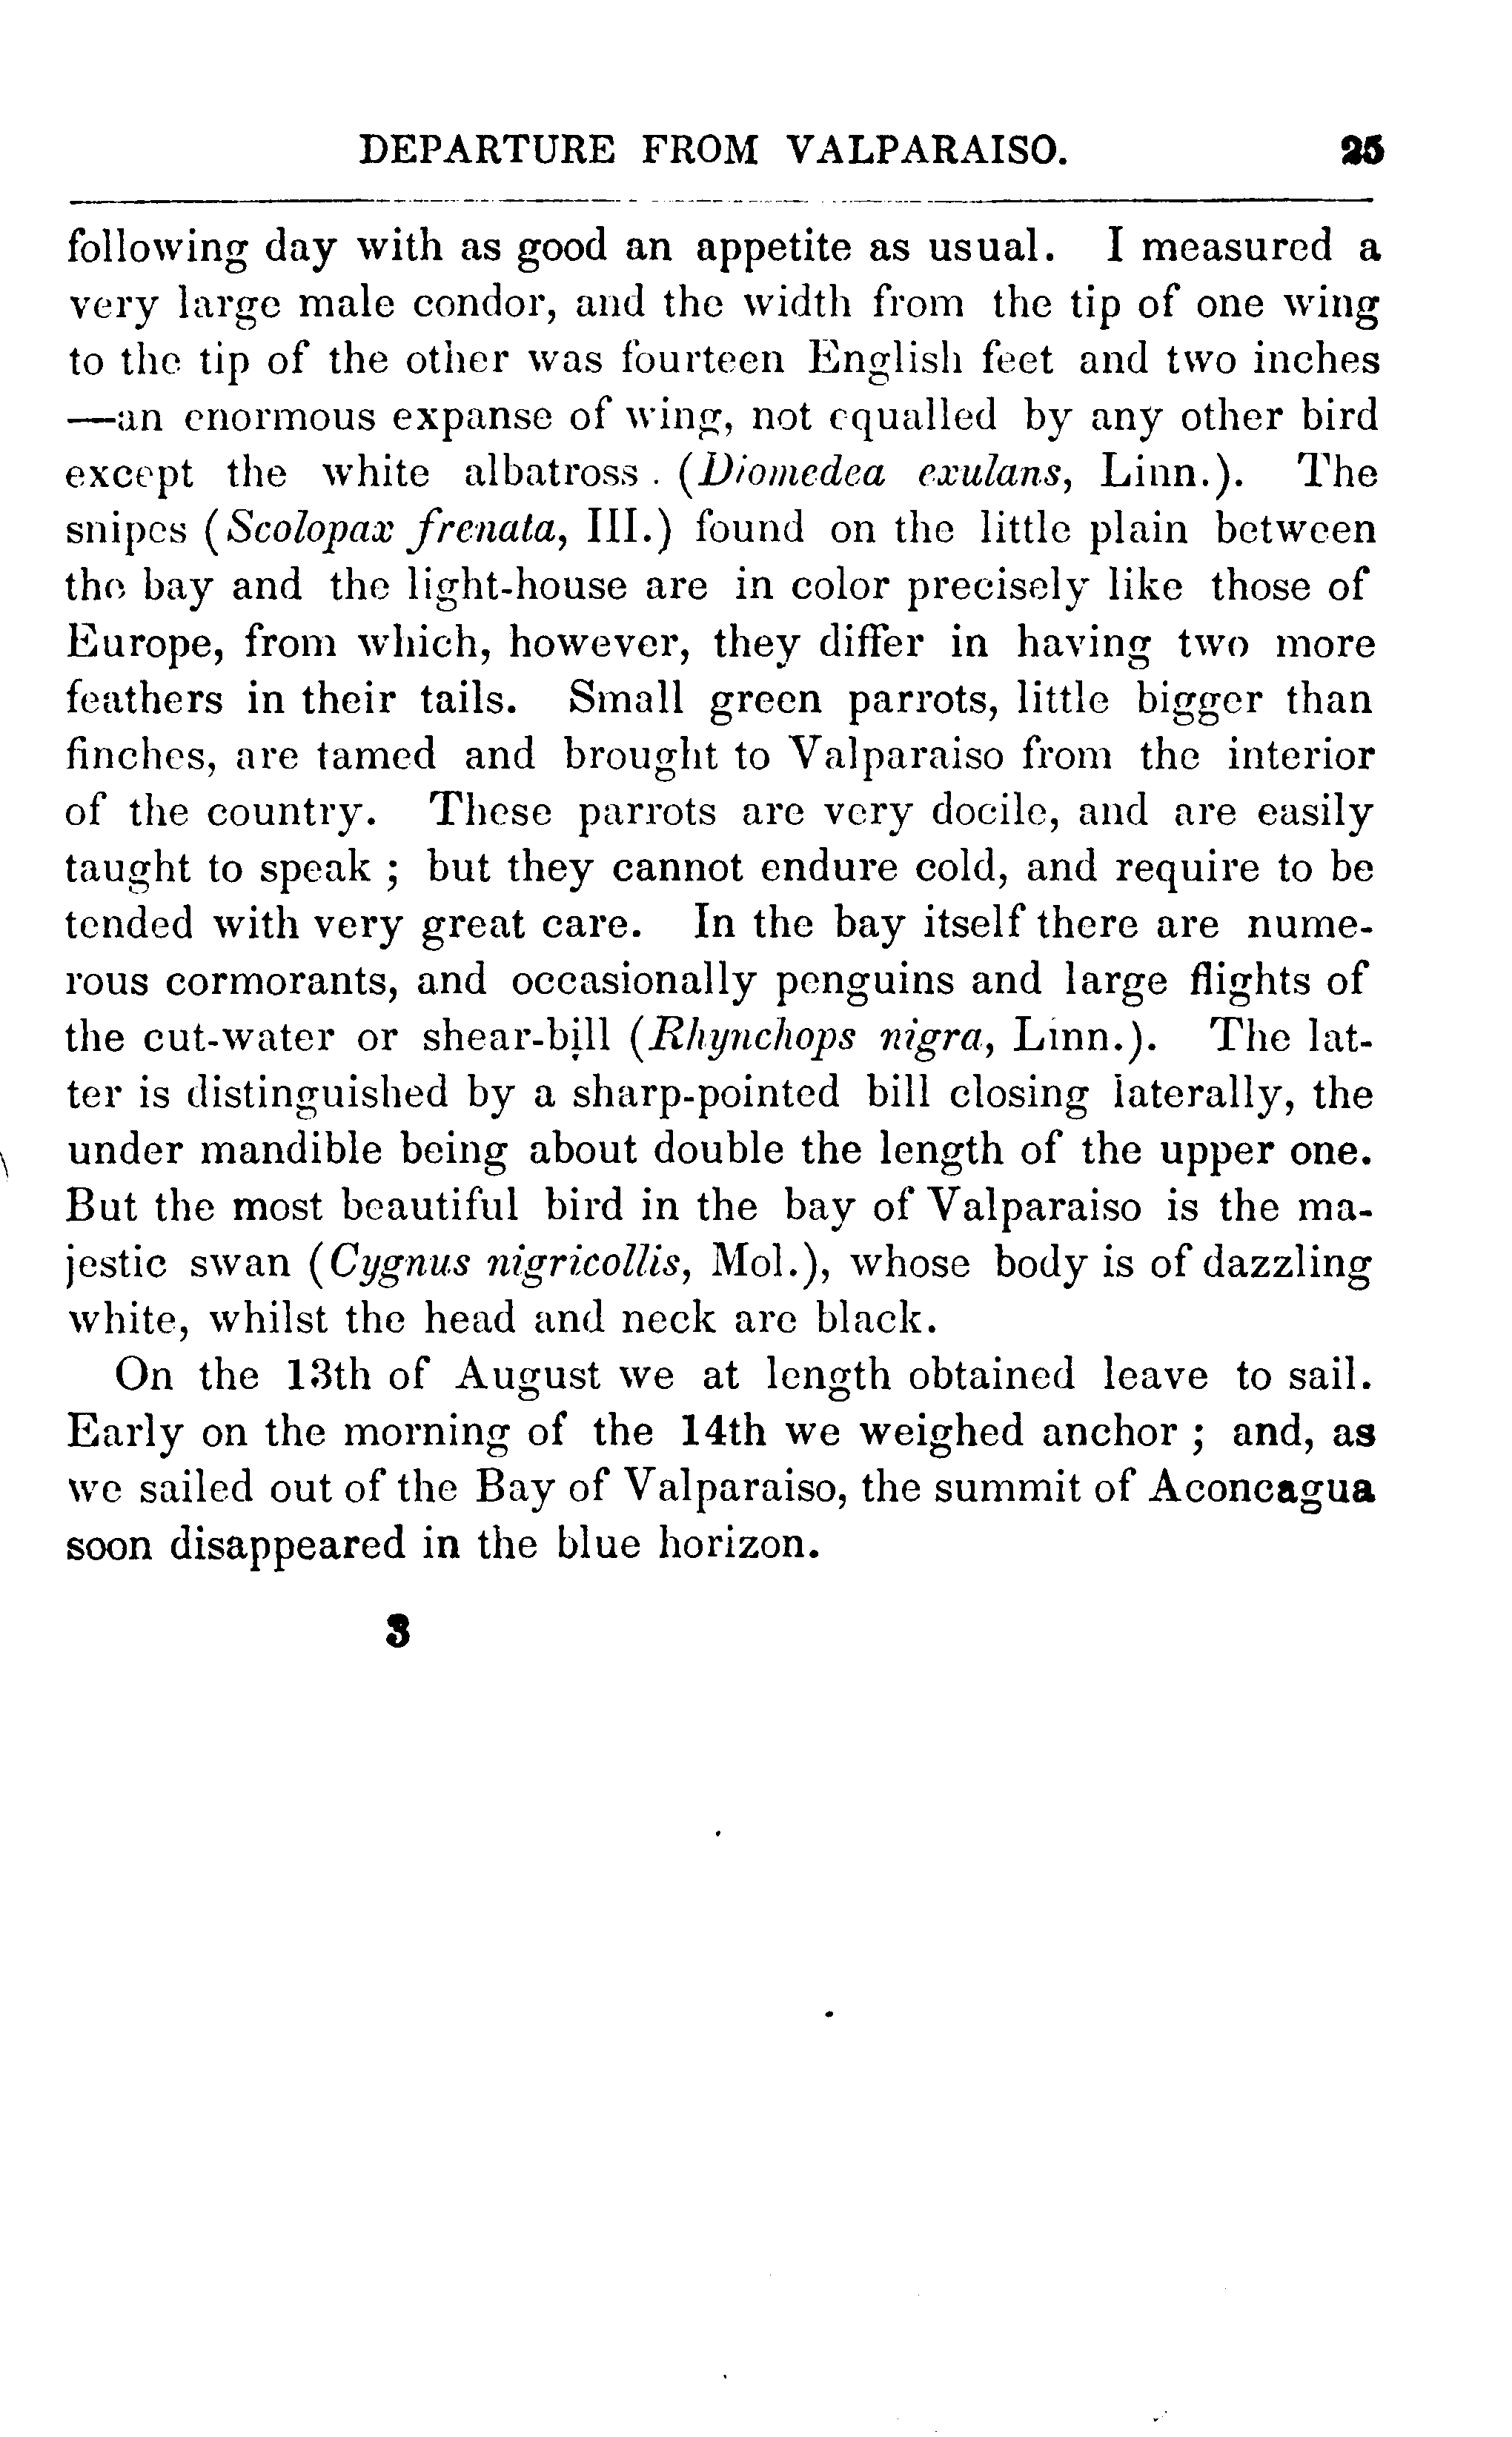 DEPARTURE FROM VALPARAISO. 25
following day with as good an appetite as usual. I measured a
very large male condor, and the width from the tip of one wing
to the tip of the other was fourteen English feet and two inches
—an enormous expanse of wing, not equalled by any other bird
except the white albatross. (Diomedea exulans, Linn.). The
snipes (Scolopax frenata, Ill.) found on the little plain between
the bay and the light-house are in color precisely like those of
Europe, from which, however, they differ in having two more
feathers in their tails. Small green parrots, little bigger than
finches, are tamed and brought to Valparaiso from the interior
of the country. These parrots are very docile, and are easily
taught to speak ; but they cannot endure cold, and require to be
tended with very great care. In the bay itself there are nume-
rous cormorants, and occasionally penguins and large flights of
the cut-water or shear-bill (Rhynchops nigra, Linn.). The lat-
ter is distinguished by a sharp-pointed bill closing laterally, the
under mandible being about double the length of the upper one.
But the most beautiful bird in the bay of Valparaiso is the ma-
jestic swan (Cygnus nigricollis, Mol.), whose body is of dazzling
white, whilst the head and neck are black.
On the 13th of August we at length obtained leave to sail.
Early on the morning of the 14th we weighed anchor ; and, as
we sailed out of the Bay of Valparaiso, the summit of Aconcagua
soon disappeared in the blue horizon.
3